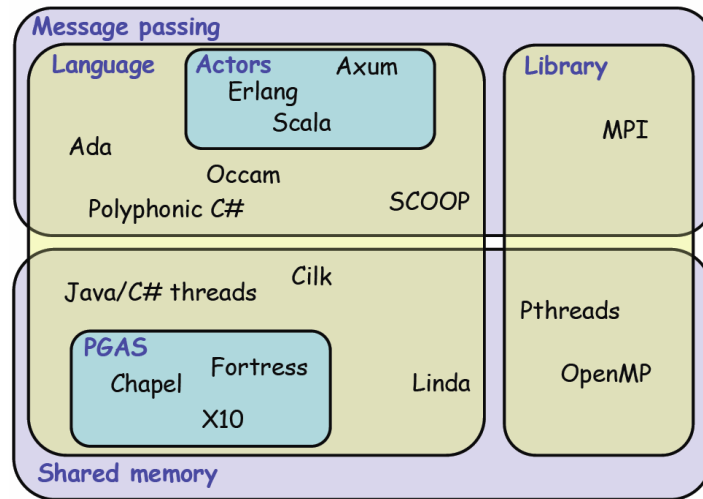 Message passing
Language
Actors
Axum
Library
Erlang
Scala
MPI
Ada
Occam
Polyphonic C#
SCOOP
Java/C# threads
Cilk
Pthreads
PGAS
Fortress
Chapel
Linda
OpenMP
X10
Shared memory